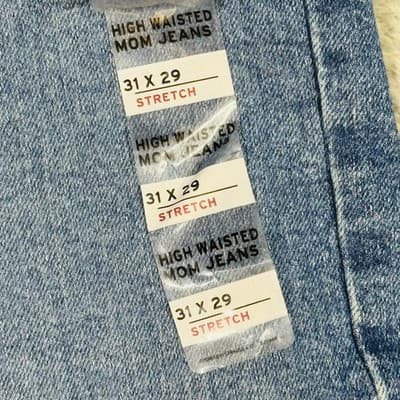 HIGH WAISTED
MOM JEANS
31 X 29
STRETCH
HIGH WAISTED
MOM JEANS
31 X 29
STRETCH
HIGH WAISTED
MOM JEANS
31 X 29
STRETCH